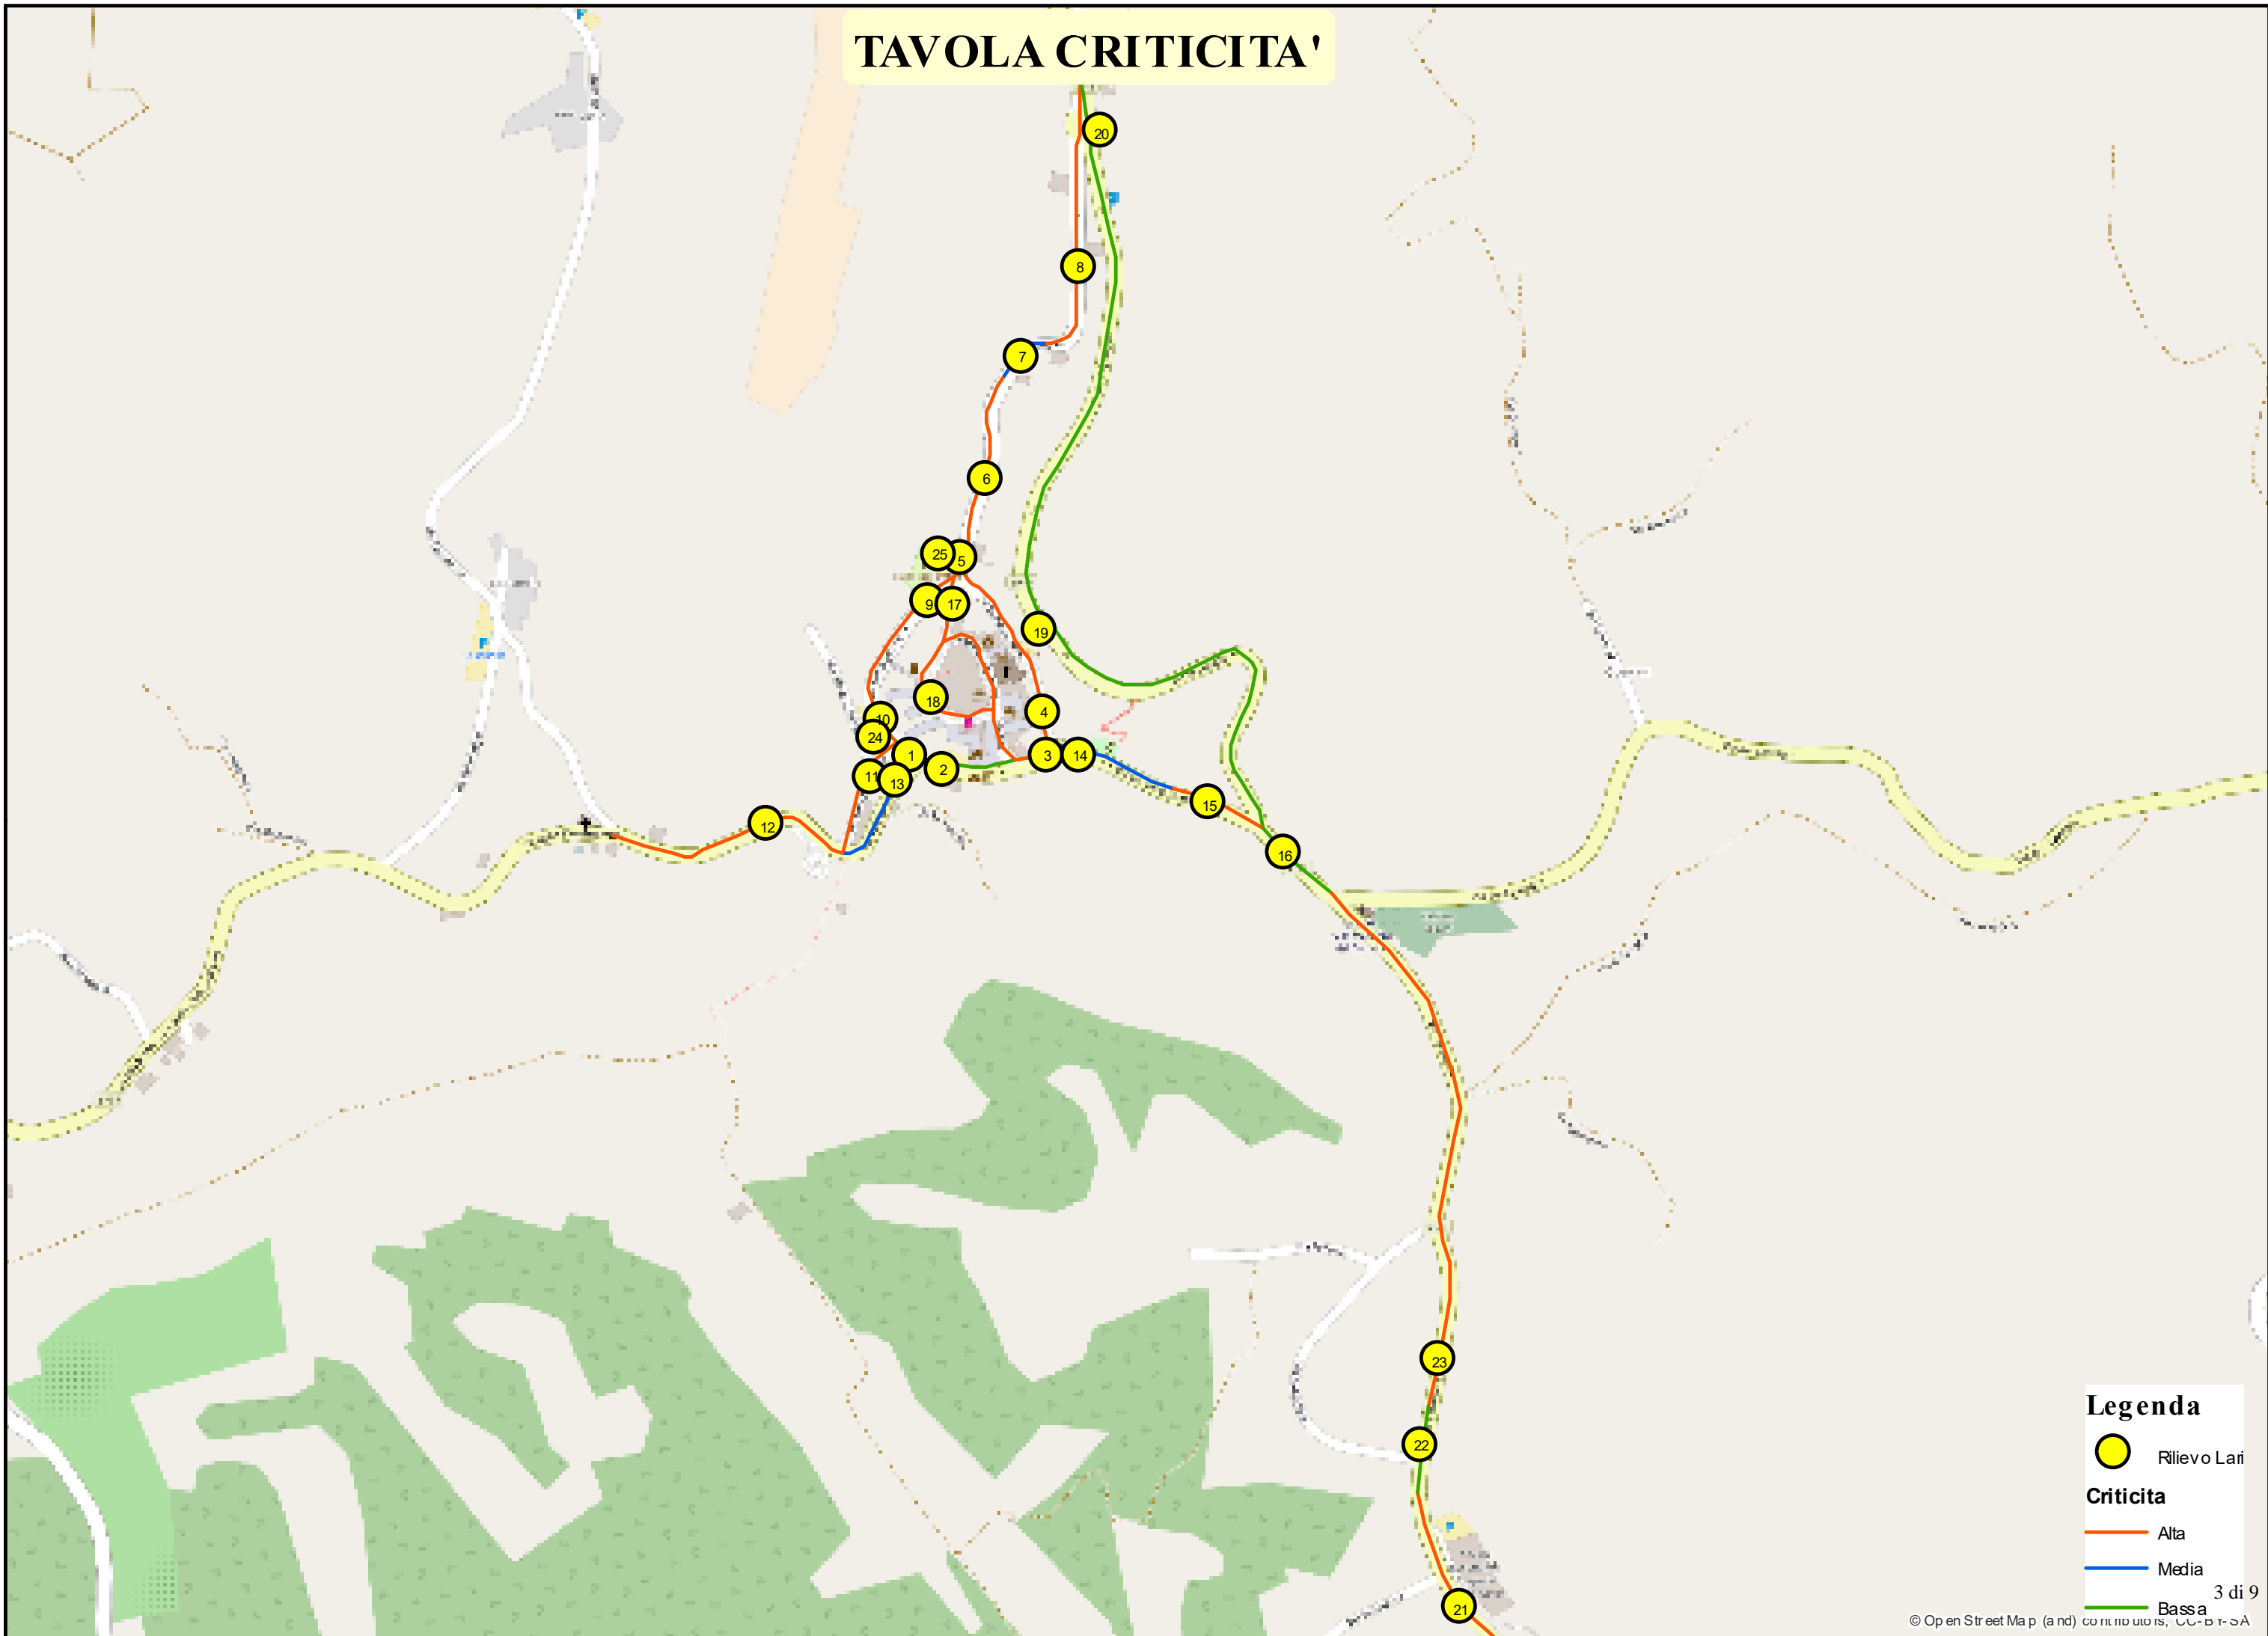 TAVOLA CRITICITA'
20
8
7
6
25
5
9
17
19
18
4
10
24
1
3
14
2
11
13
15
12
16
23
22
21
Legenda
Rilievo Lari
Criticita
Alta
Media
3 di 9
Bassa
© OpenStreetMap (and) contributors, CC-BY-SA